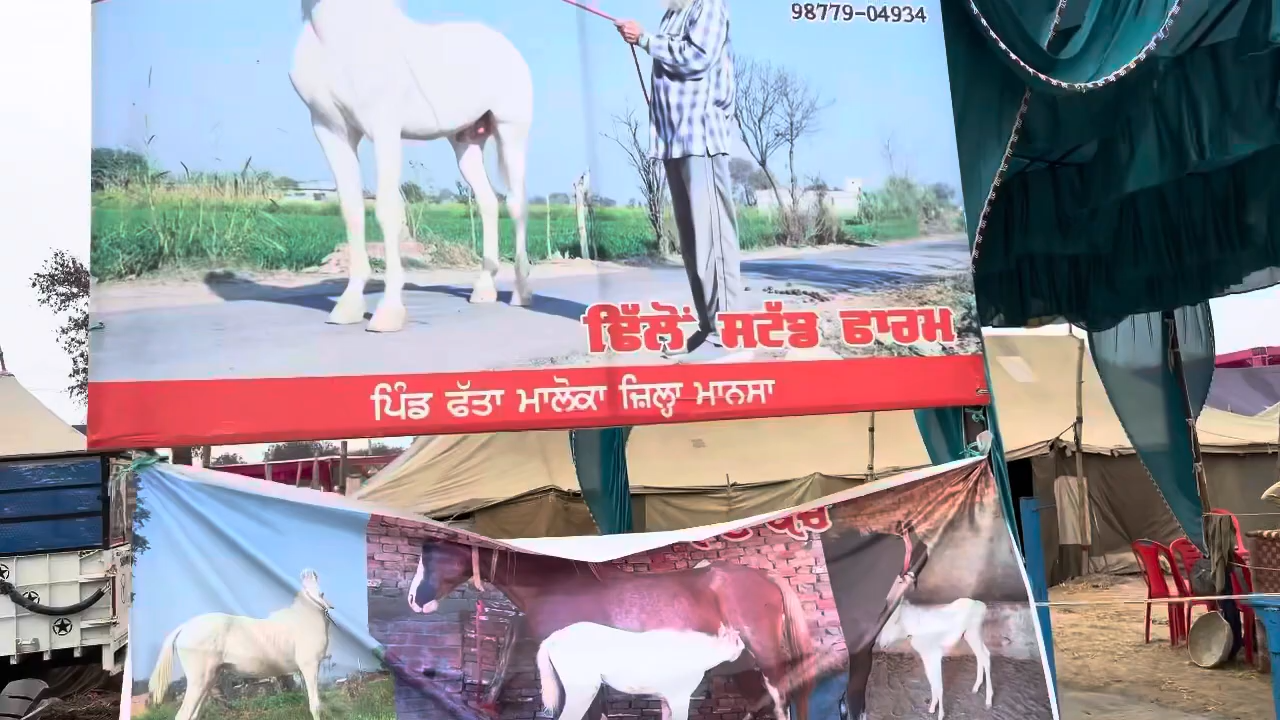 98779-04934
ਢਿੱਲੋਂ ਸਟੱਡ ਫਾਰਮ
ਪਿੰਡ ਫੱਤਾ ਮਾਲੋਕਾ ਜ਼ਿਲ੍ਹਾ ਮਾਨਸਾ